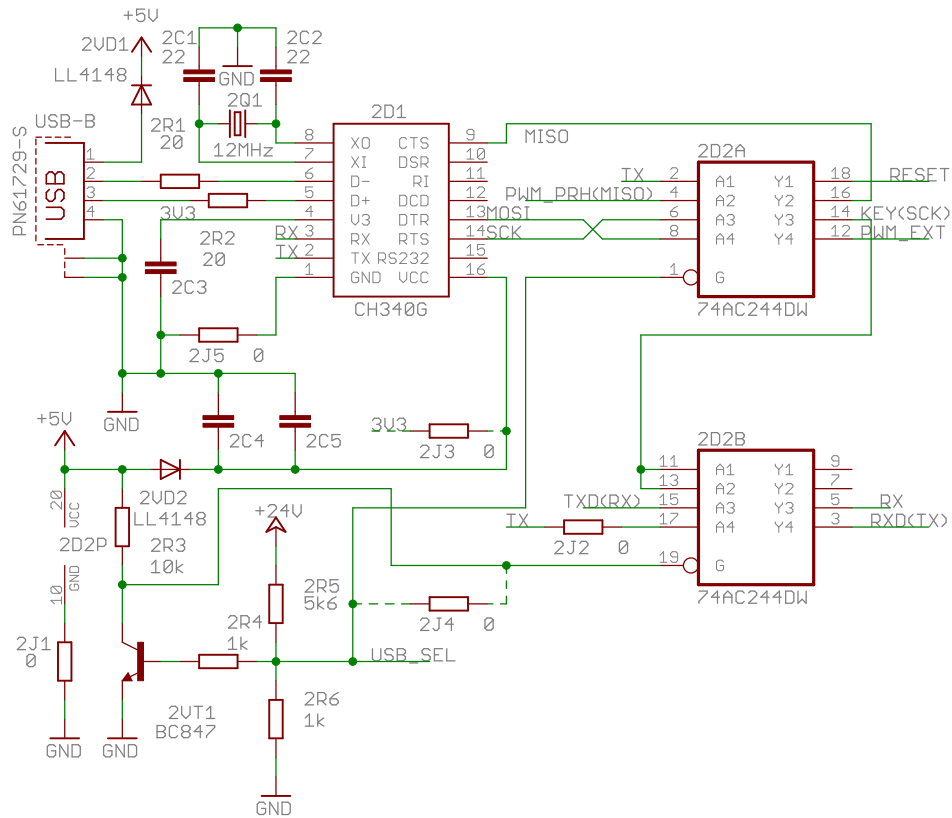 +5V
2VD1
LL4148
2C1
22
2C2
22
GND
2Q1
12MHz
USB-B
PN61729-S
USB
1
2
3
4
2R1
20
2R2
20
3V3
RX
TX
2D1
8 XO CTS 9
7 XI DSR 10
6 D- RI 11
5 D+ DCD 12
4 V3 DTR 13
3 RX RTS 14
2 TX RS232 15
1 GND VCC 16
CH340G
MISO
PWM_PRH(MISO)
MOSI
SCK
2D2A
TX
2 A1 Y1 18
4 A2 Y2 16
6 A3 Y3 14
8 A4 Y4 12
1 G
74AC244DW
RESET
KEY(SCK)
PWM_EXT
2C3
2J5 0
GND
2C4
2C5
3V3
2J3 0
+5V
2VD2
LL4148
20
VCC
2D2P
GND
10
2R3
10k
+24V
2R5
5k6
2R4
1k
2R6
1k
2J1
0
2VT1
BC847
GND
GND
GND
USB_SEL
2J4 0
2D2B
TXD(RX)
TX
2J2 0
11 A1 Y1 9
13 A2 Y2 7
15 A3 Y3 5
17 A4 Y4 3
19 G
74AC244DW
RX
RXD(TX)